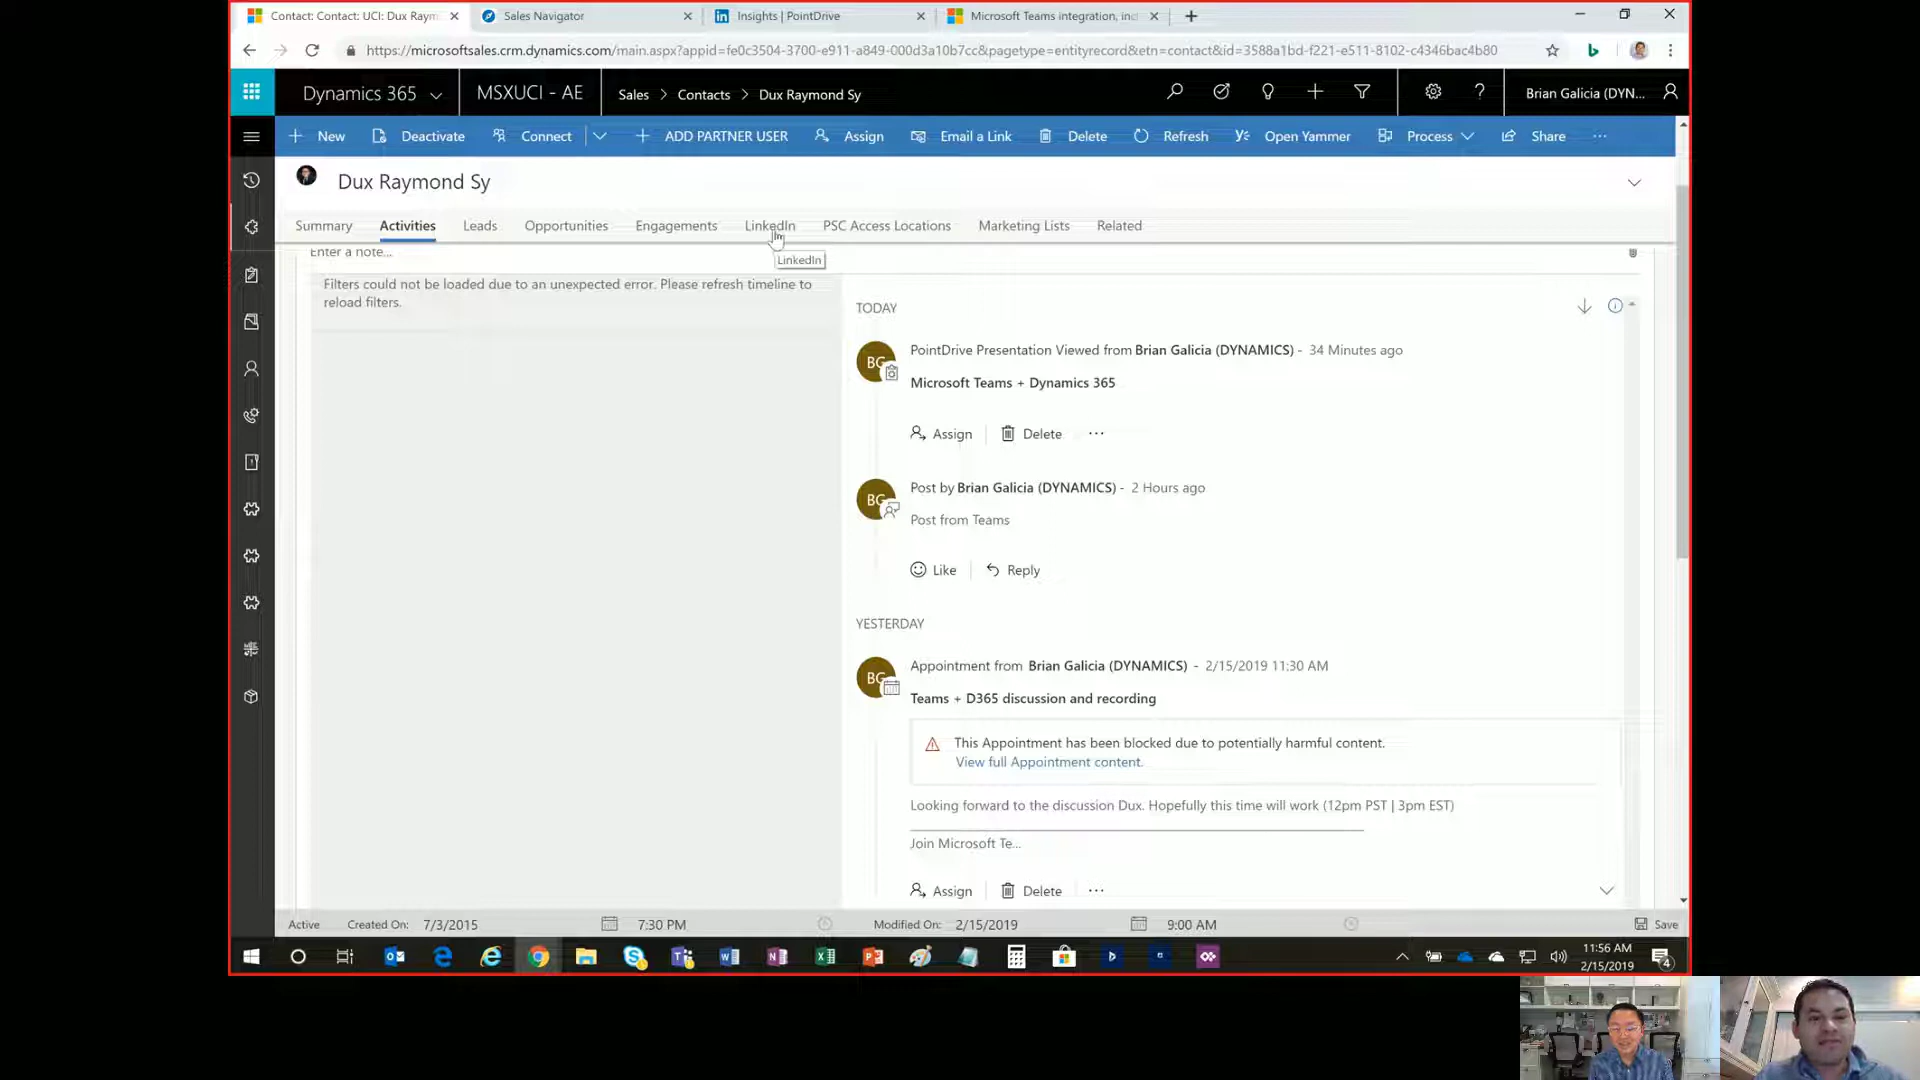 Contact: Contact: UCI: Dux Raym
Sales Navigator
Insights | PointDrive
Microsoft Teams integration, inc
https://microsoftsales.crm.dynamics.com/main.aspx?appid=fe0c3504-3700-e911-a849-000d3a10b7cc&pagetype=entityrecord&etn=contact&id=3588a1bd-f221-e511-8102-c4346bac4b80
Dynamics 365
MSXUCI - AE
Sales > Contacts > Dux Raymond Sy
Brian Galicia (DYN...
New
Deactivate
Connect
ADD PARTNER USER
Assign
Email a Link
Delete
Refresh
Open Yammer
Process
Share
...
Dux Raymond Sy
Summary
Activities
Leads
Opportunities
Engagements
LinkedIn
PSC Access Locations
Marketing Lists
Related
LinkedIn
Enter a note...
Filters could not be loaded due to an unexpected error. Please refresh timeline to
reload filters.
TODAY
BG
PointDrive Presentation Viewed from Brian Galicia (DYNAMICS) - 34 Minutes ago
Microsoft Teams + Dynamics 365
Assign
Delete
...
BG
Post by Brian Galicia (DYNAMICS) - 2 Hours ago
Post from Teams
Like
Reply
YESTERDAY
BG
Appointment from Brian Galicia (DYNAMICS) - 2/15/2019 11:30 AM
Teams + D365 discussion and recording
This Appointment has been blocked due to potentially harmful content.
View full Appointment content.
Looking forward to the discussion Dux. Hopefully this time will work (12pm PST | 3pm EST)
Join Microsoft Te...
Assign
Delete
...
Active
Created On: 7/3/2015
7:30 PM
Modified On: 2/15/2019
9:00 AM
Save
11:56 AM
2/15/2019
4